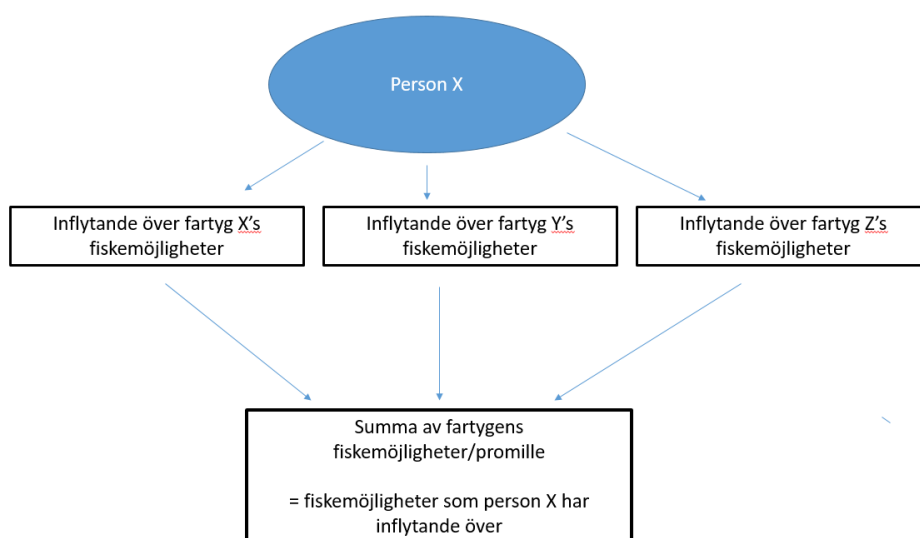 Person X
Inflytande över fartyg X's
fiskemöjligheter
Inflytande över fartyg Y's
fiskemöjligheter
Inflytande över fartyg Z's
fiskemöjligheter
Summa av fartygens
fiskemöjligheter/promille
= fiskemöjligheter som person X har
inflytande över